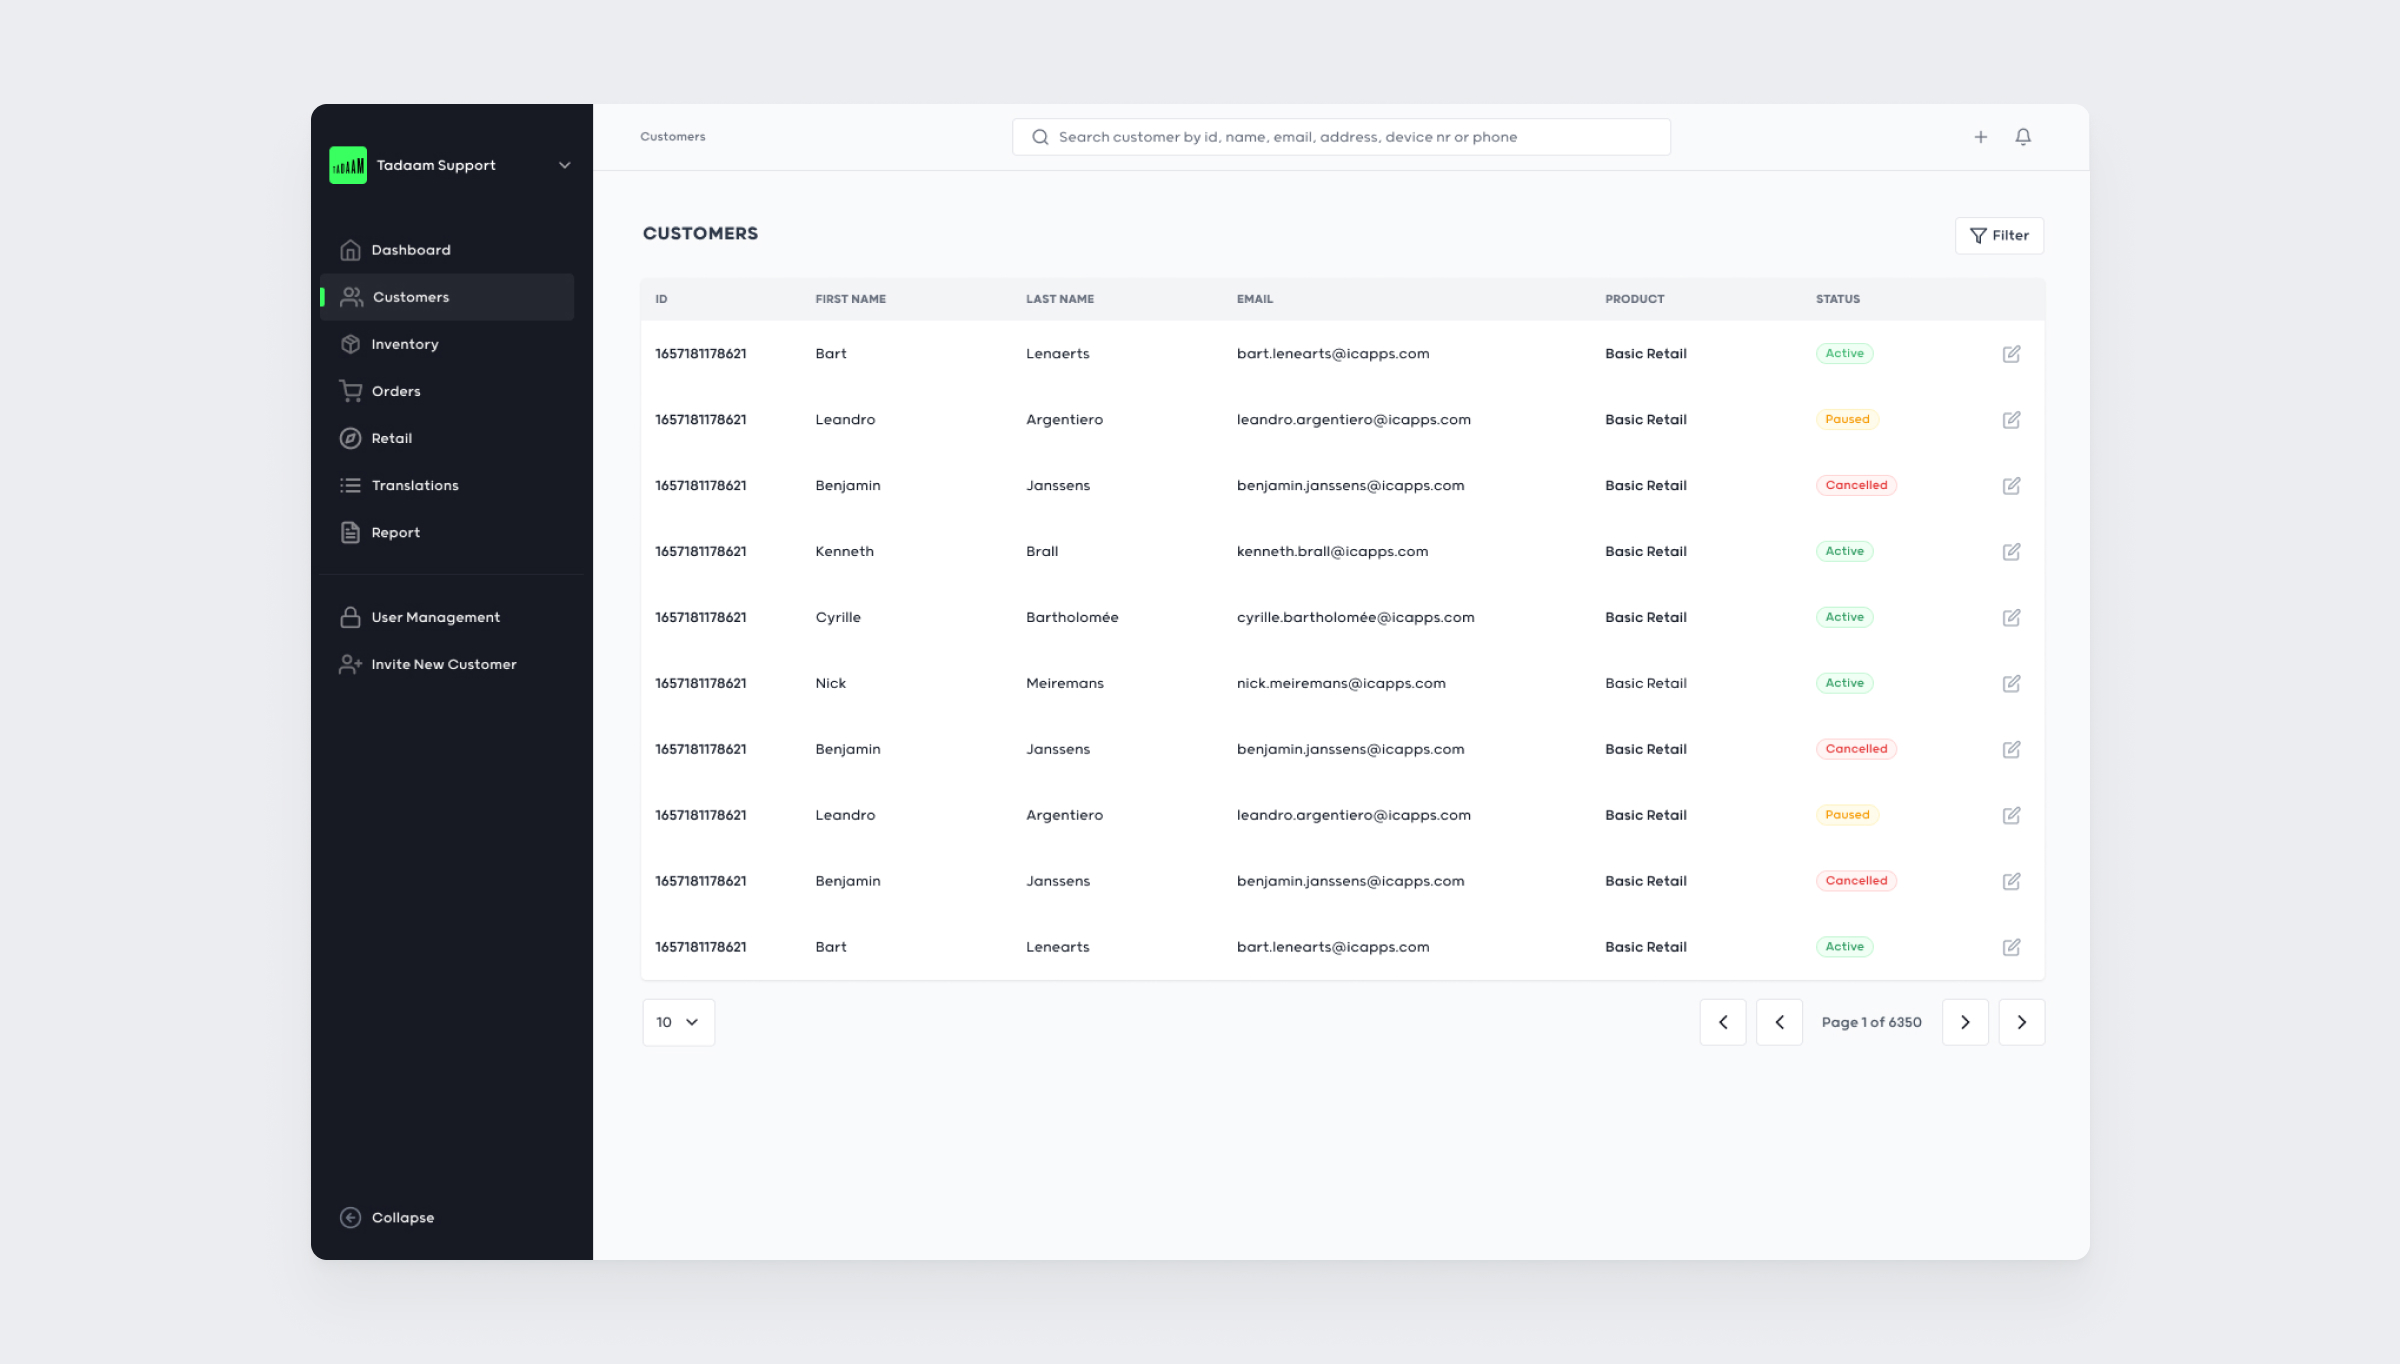 TADAAM
Tadaam Support
Dashboard
Customers
Inventory
Orders
Retail
Translations
Report
User Management
Invite New Customer
Collapse
Customers
Search customer by id, name, email, address, device nr or phone
CUSTOMERS
Filter
ID FIRST NAME LAST NAME EMAIL PRODUCT STATUS
1657181178621 Bart Lenaerts bart.lenearts@icapps.com Basic Retail Active
1657181178621 Leandro Argentiero leandro.argentiero@icapps.com Basic Retail Paused
1657181178621 Benjamin Janssens benjamin.janssens@icapps.com Basic Retail Cancelled
1657181178621 Kenneth Brall kenneth.brall@icapps.com Basic Retail Active
1657181178621 Cyrille Bartholomée cyrille.bartholomée@icapps.com Basic Retail Active
1657181178621 Nick Meiremans nick.meiremans@icapps.com Basic Retail Active
1657181178621 Benjamin Janssens benjamin.janssens@icapps.com Basic Retail Cancelled
1657181178621 Leandro Argentiero leandro.argentiero@icapps.com Basic Retail Paused
1657181178621 Benjamin Janssens benjamin.janssens@icapps.com Basic Retail Cancelled
1657181178621 Bart Lenearts bart.lenearts@icapps.com Basic Retail Active
10
Page 1 of 6350